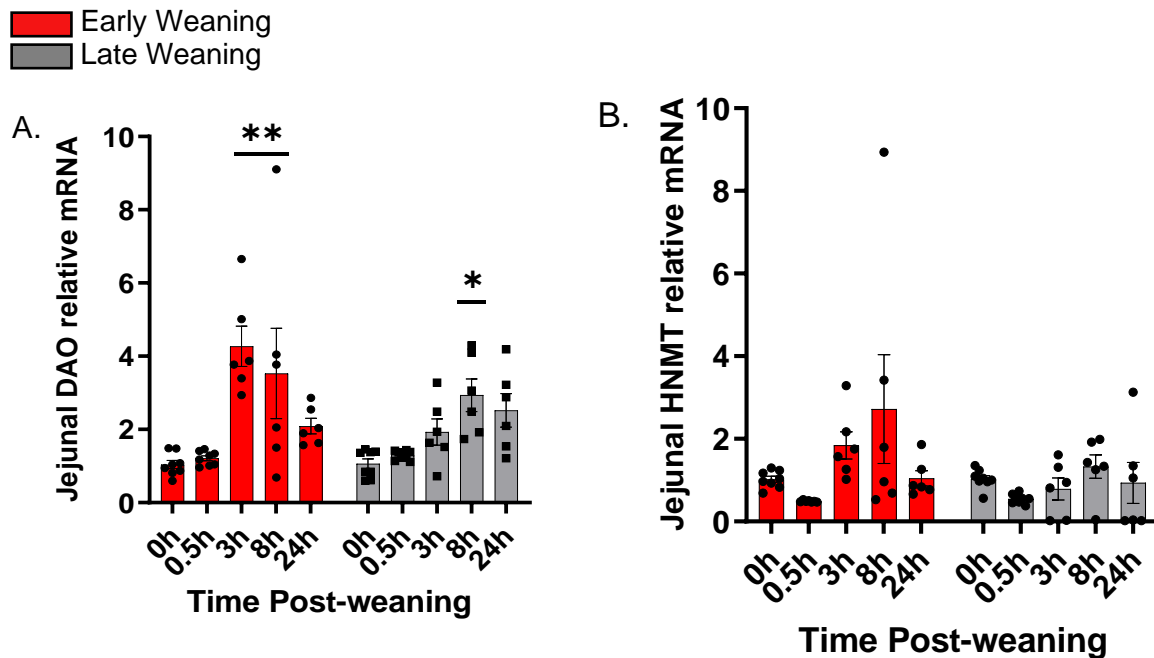 Early Weaning
Late Weaning
A.
Jejunal DAO relative mRNA
10
8
6
4
2
0
**
*
0h
0.5h
3h
8h
24h
0h
0.5h
3h
8h
24h
Time Post-weaning
B.
Jejunal HNMT relative mRNA
10
8
6
4
2
0
0h
0.5h
3h
8h
24h
0h
0.5h
3h
8h
24h
Time Post-weaning